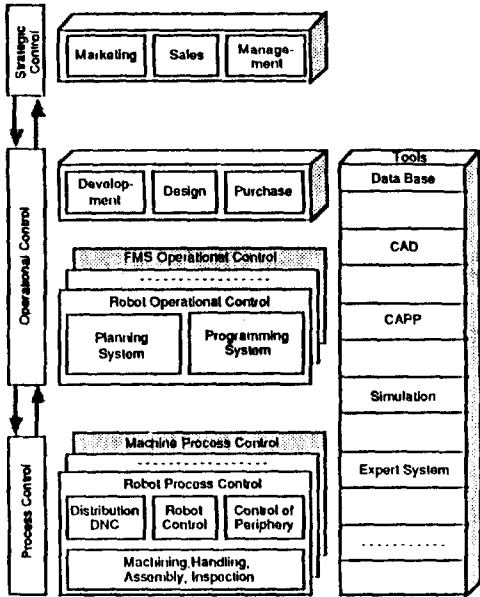 Strategic
Control
Marketing
Sales
Manage-
ment
Operational Control
Develop-
ment
Design
Purchase
FMS Operational Control
Robot Operational Control
Planning
System
Programming
System
Process Control
Machine Process Control
Robot Process Control
Distribution
DNC
Robot
Control
Control of
Periphery
Machining,Handling,
Assembly, Inspection
Tools
Data Base
CAD
CAPP
Simulation
Expert System